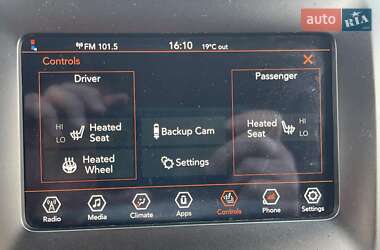 auto RIA
FM 101.5 16:10 19°C out
Controls
Driver
Passenger
HI
LO
Heated
Seat
Backup Cam
Heated
Seat
HI
LO
Heated
Wheel
Settings
Radio Media Climate Apps Controls Phone Settings